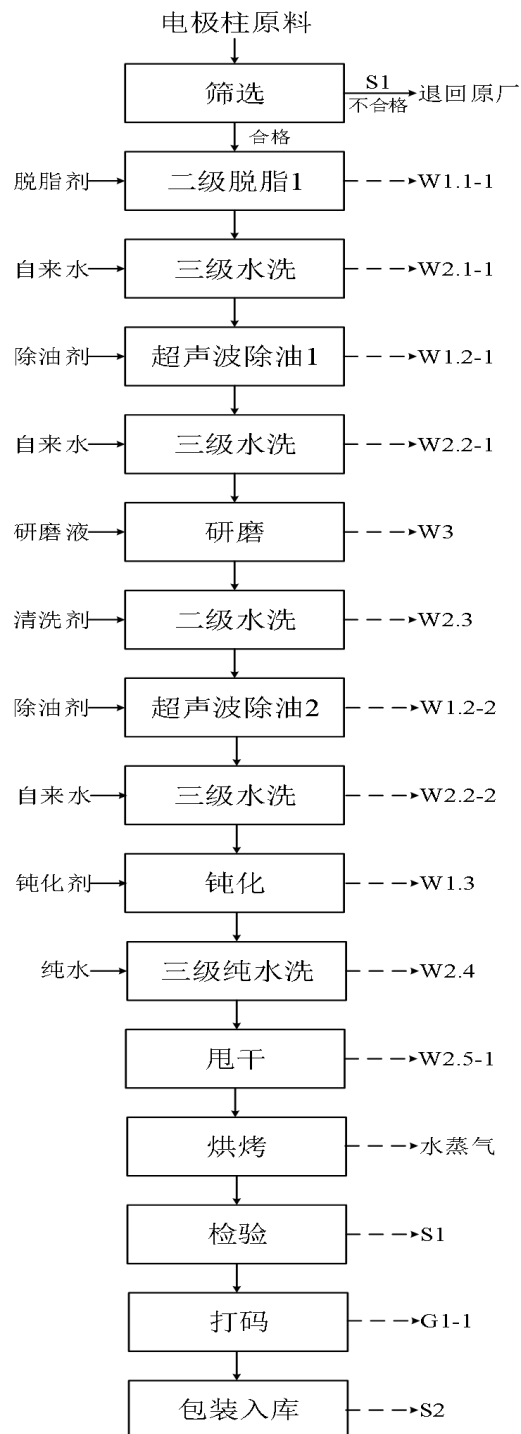 电极柱原料
筛选
S1
不合格
退回原厂
合格
脱脂剂
二级脱脂1
W1.1-1
自来水
三级水洗
W2.1-1
除油剂
超声波除油1
W1.2-1
自来水
三级水洗
W2.2-1
研磨液
研磨
W3
清洗剂
二级水洗
W2.3
除油剂
超声波除油2
W1.2-2
自来水
三级水洗
W2.2-2
钝化剂
钝化
W1.3
纯水
三级纯水洗
W2.4
甩干
W2.5-1
烘烤
水蒸气
检验
S1
打码
G1-1
包装入库
S2